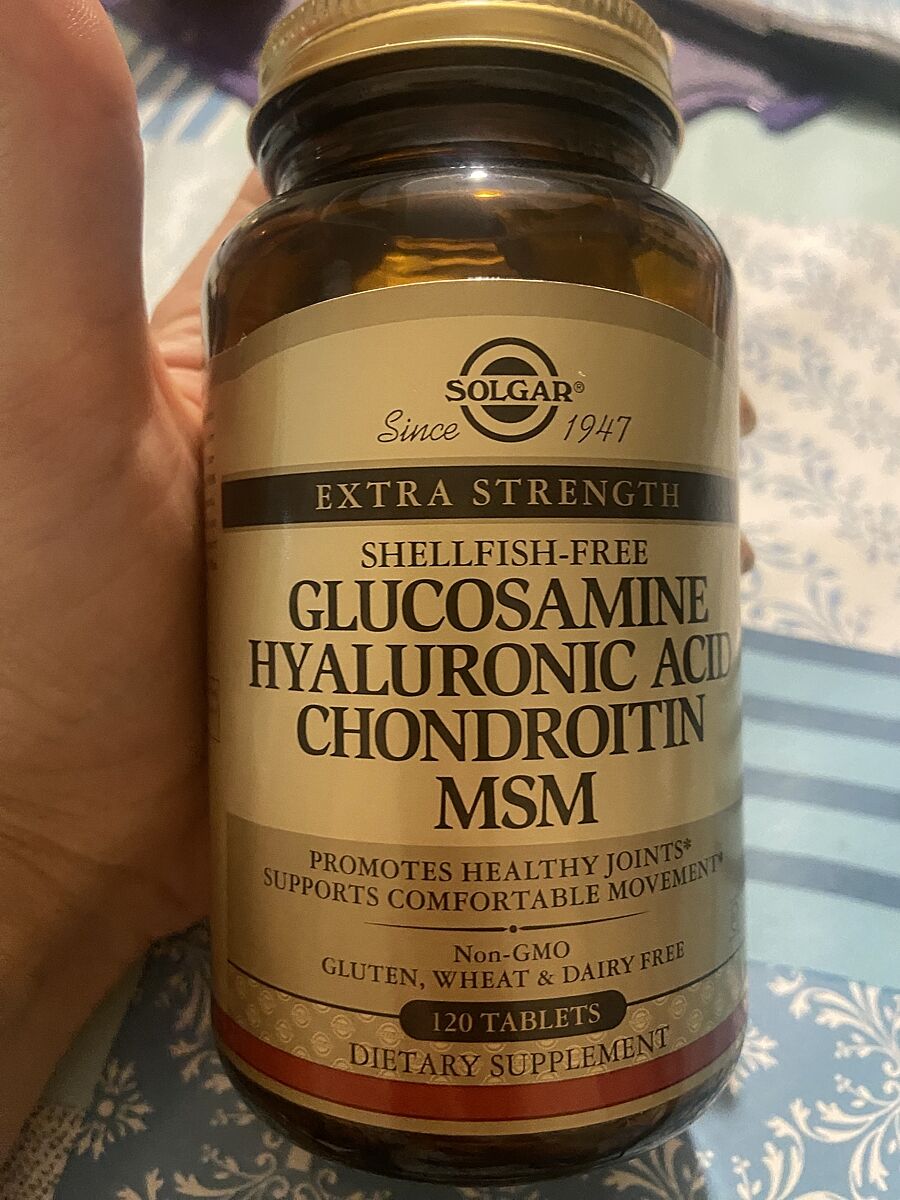 SOLGAR®
Since 1947
EXTRA STRENGTH
SHELLFISH-FREE
GLUCOSAMINE
HYALURONIC ACID
CHONDROITIN
MSM
PROMOTES HEALTHY JOINTS*
SUPPORTS COMFORTABLE MOVEMENT*
Non-GMO
GLUTEN, WHEAT & DAIRY FREE
120 TABLETS
DIETARY SUPPLEMENT